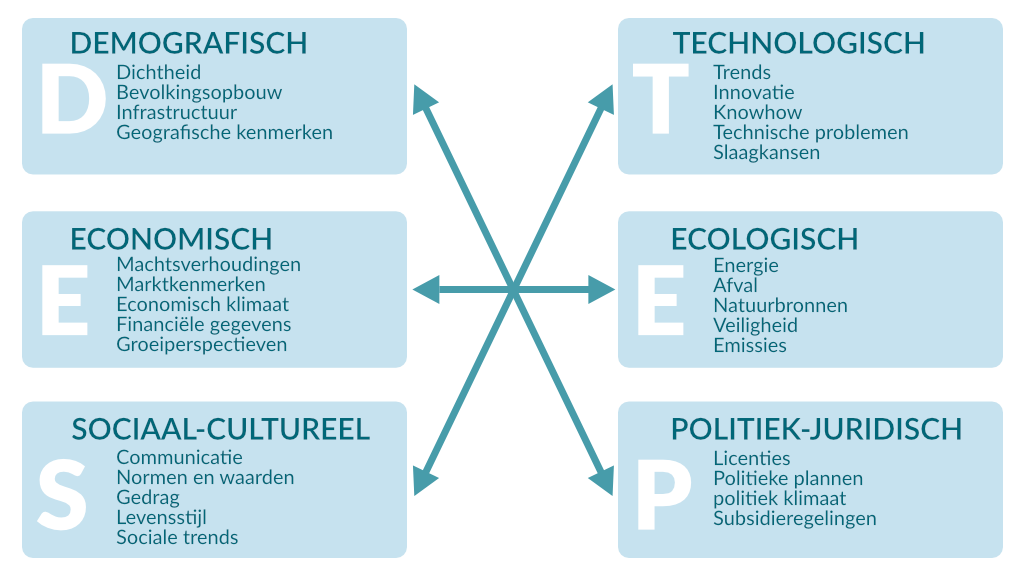 DEMOGRAFISCH
D
Dichtheid
Bevolkingsopbouw
Infrastructuur
Geografische kenmerken
TECHNOLOGISCH
T
Trends
Innovatie
Knowhow
Technische problemen
Slaagkansen
ECONOMISCH
E
Machtsverhoudingen
Marktkenmerken
Economisch klimaat
Financiële gegevens
Groeiperspectieven
ECOLOGISCH
E
Energie
Afval
Natuurbronnen
Veiligheid
Emissies
SOCIAAL-CULTUREEL
S
Communicatie
Normen en waarden
Gedrag
Levensstijl
Sociale trends
POLITIEK-JURIDISCH
P
Licenties
Politieke plannen
politiek klimaat
Subsidieregelingen